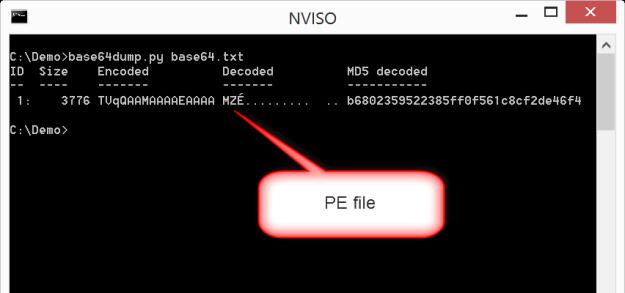 NVISO
C:\Demo>base64dump.py base64.txt
ID  Size    Encoded          Decoded          MD5 decoded
--  ----    -------          -------          -----------
 1:    3776 TVqQAAMAAAAEAAAA MZÉ.........  .. b6802359522385ff0f561c8cf2de46f4
C:\Demo>
PE file